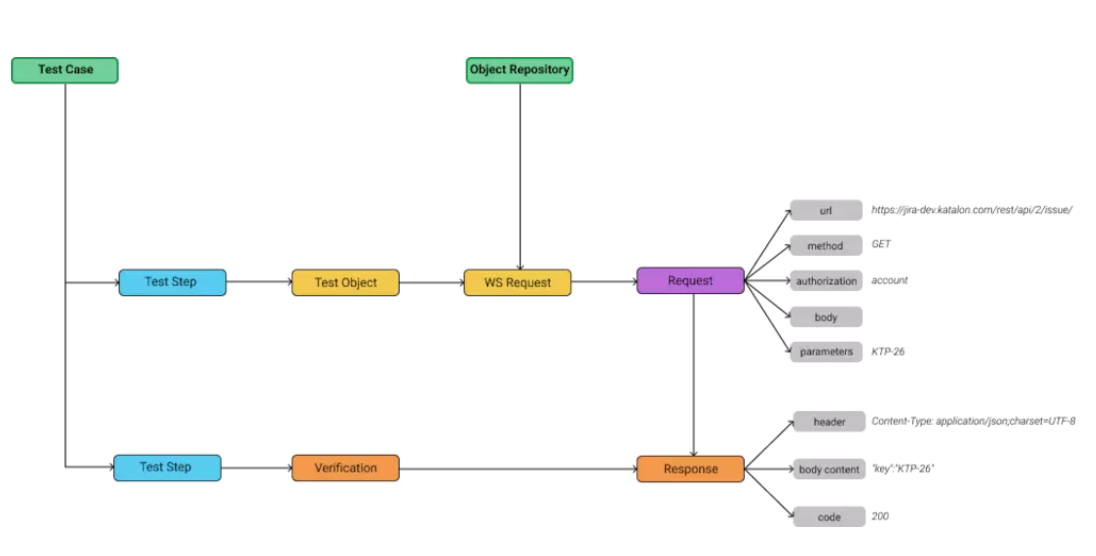 Test Case
Object Repository
url
https://jira-dev.katalon.com/rest/api/2/issue/
method
GET
Test Step
Test Object
WS Request
Request
authorization
account
body
parameters
KTP-26
header
Content-Type: application/json;charset=UTF-8
Test Step
Verification
Response
body content
"key":"KTP-26"
code
200